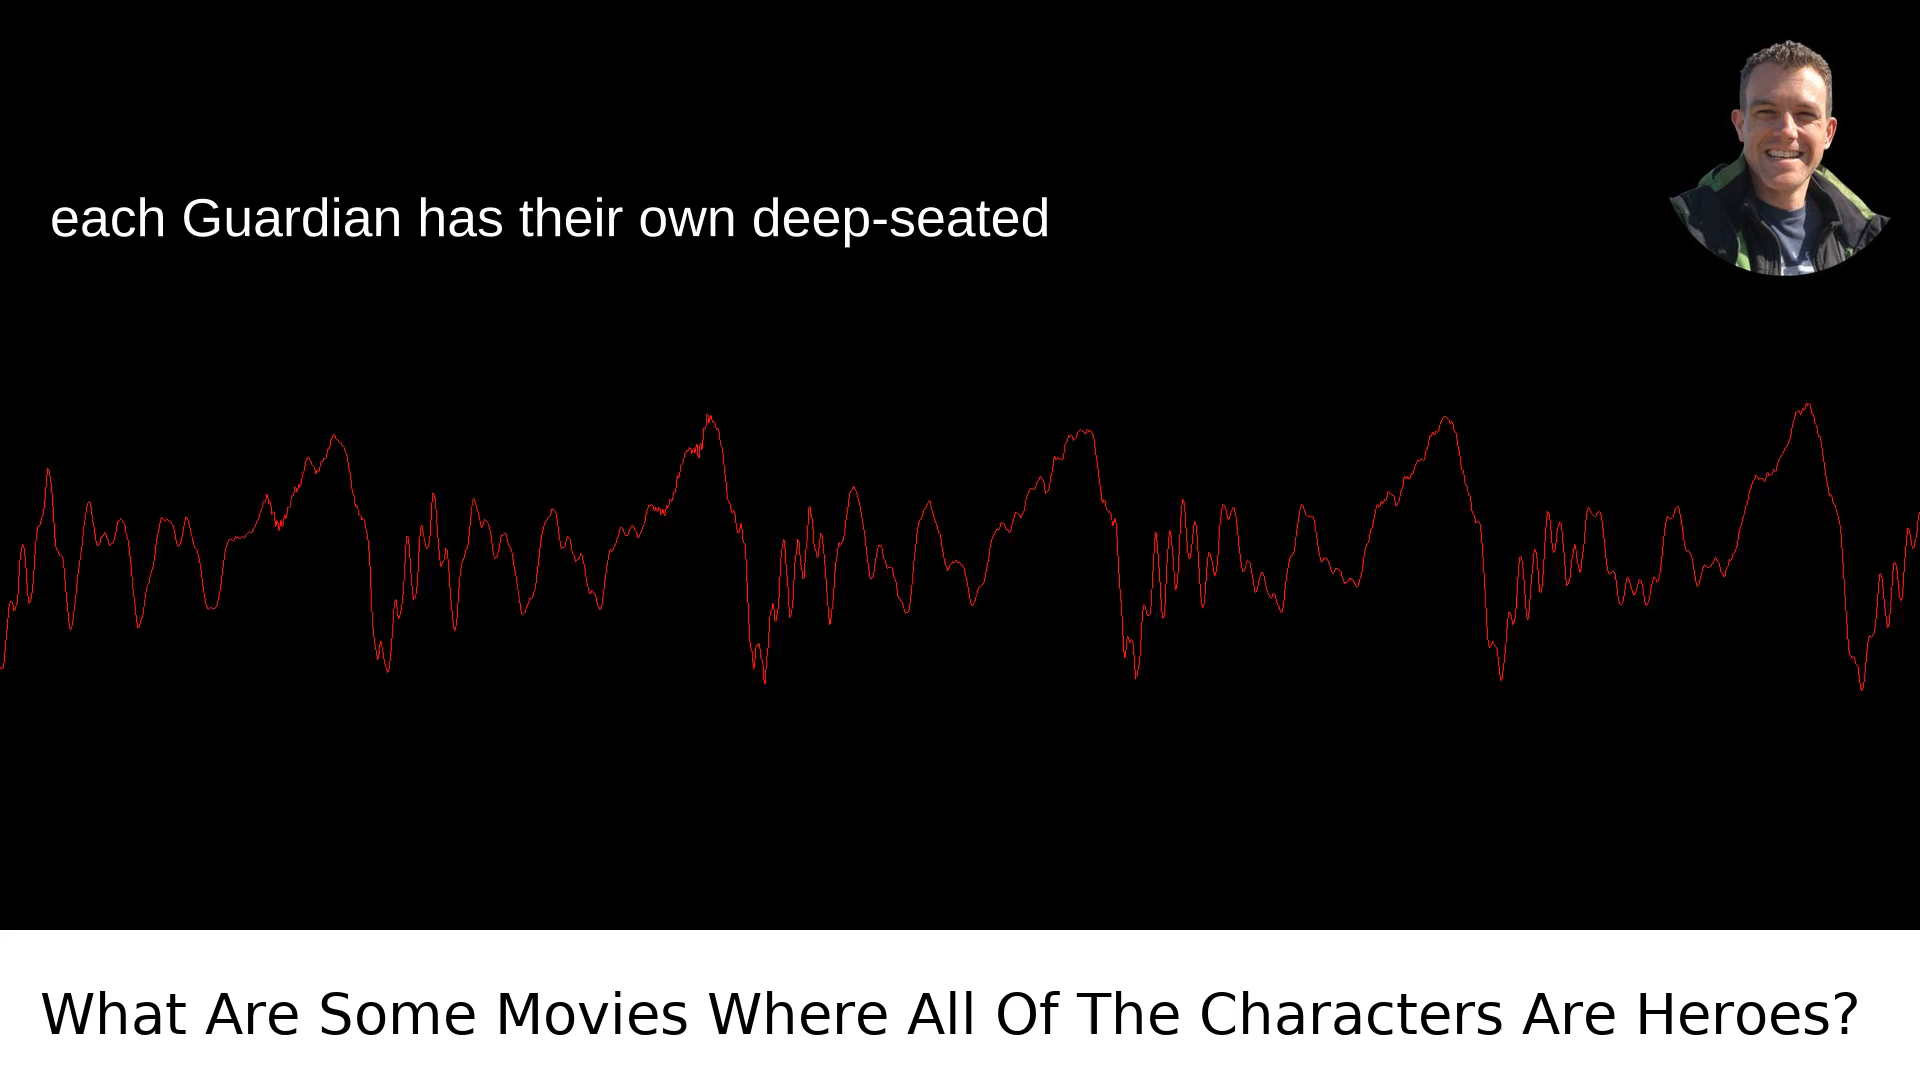 each Guardian has their own deep-seated
What Are Some Movies Where All Of The Characters Are Heroes?